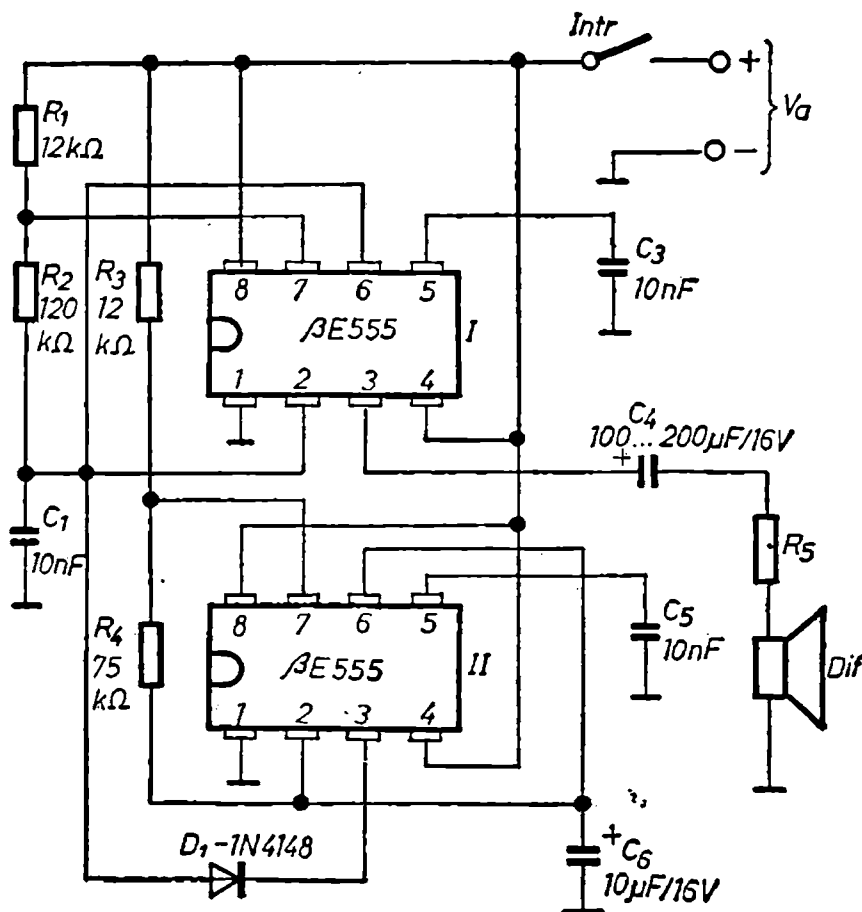 Intr
+
Va
−
R1
12kΩ
R2
120
kΩ
R3
12
kΩ
8 7 6 5
βE555
I
1 2 3 4
C3
10nF
C4
100...200µF/16V
+
C1
10nF
R5
8 7 6 5
βE555
II
1 2 3 4
R4
75
kΩ
C5
10nF
Dif
D1-1N4148
+
C6
10µF/16V